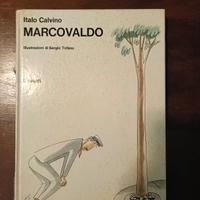 Italo Calvino
MARCOVALDO
Illustrazioni di Sergio Tofano